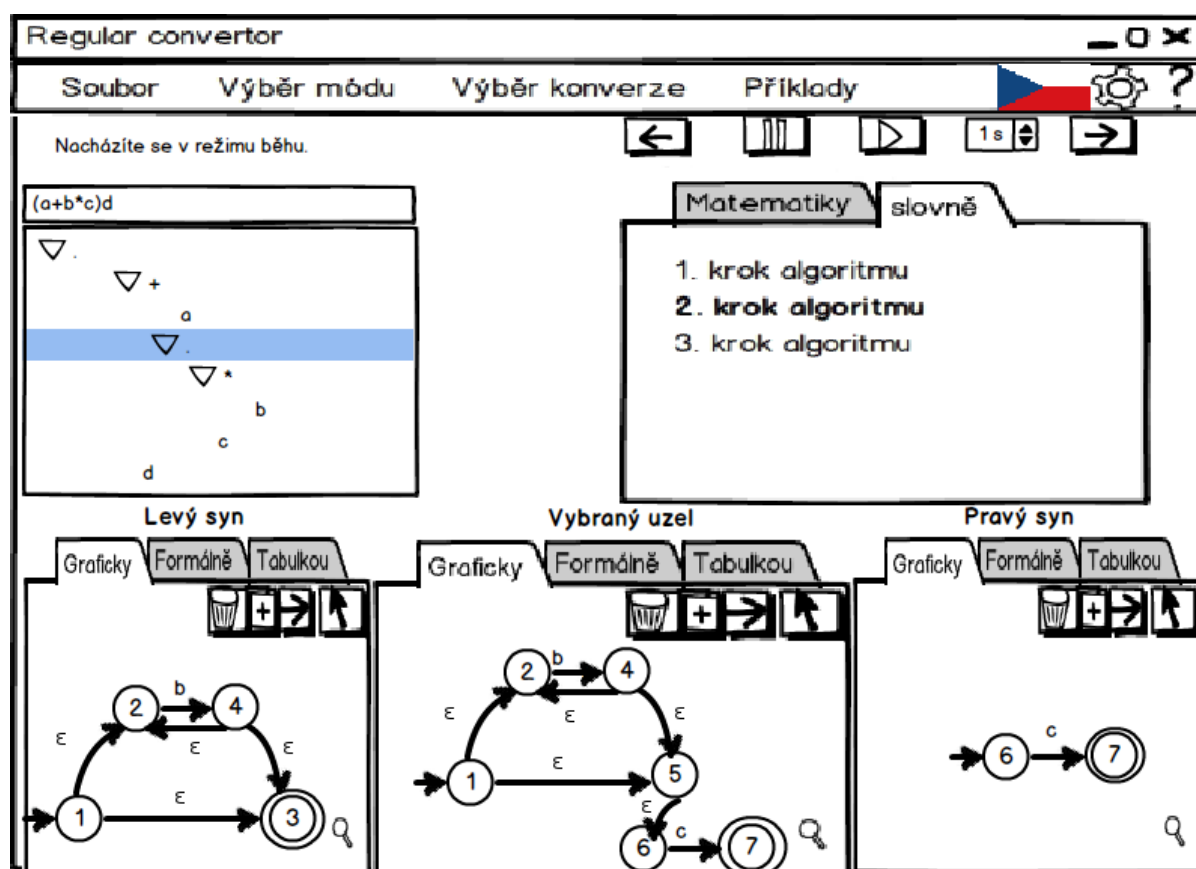 Regular convertor
Soubor Výběr módu Výběr konverze Příklady ?
Nacházíte se v režimu běhu.
1 s
(a+b*c)d
.
+
a
.
*
b
c
d
Matematiky slovně
1. krok algoritmu
2. krok algoritmu
3. krok algoritmu
Levý syn
Graficky Formálně Tabulkou
+
b
2 4
ε ε ε
1 ε 3
Vybraný uzel
Graficky Formálně Tabulkou
+
b
2 4
ε ε ε
1 ε 5
ε
6 c 7
Pravý syn
Graficky Formálně Tabulkou
+
c
6 7